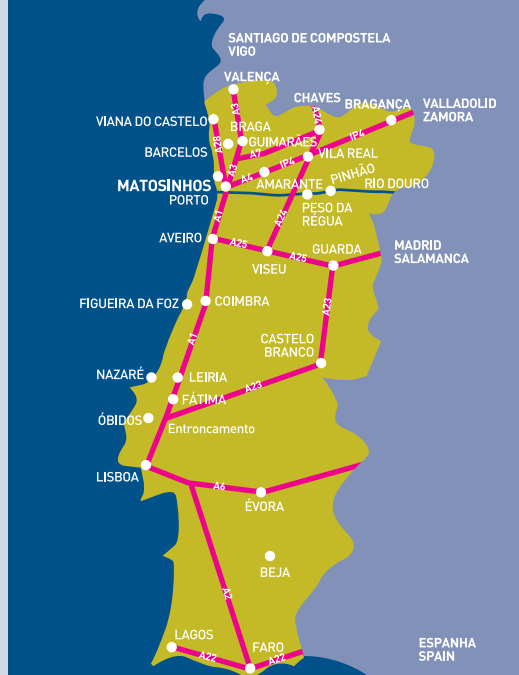 SANTIAGO DE COMPOSTELA
VIGO
VALENÇA
CHAVES
BRAGANÇA
VALLADOLID
ZAMORA
A3
A24
VIANA DO CASTELO
BRAGA
IP4
A28
GUIMARÃES
BARCELOS
A7
VILA REAL
A3
IP4
A4
MATOSINHOS
PORTO
AMARANTE
PINHÃO
RIO DOURO
PESO DA
RÉGUA
A1
A24
AVEIRO
A25
GUARDA
MADRID
SALAMANCA
A25
VISEU
FIGUEIRA DA FOZ
COIMBRA
A23
A1
CASTELO
BRANCO
NAZARÉ
LEIRIA
A23
FÁTIMA
ÓBIDOS
Entroncamento
LISBOA
A6
ÉVORA
BEJA
A2
LAGOS
FARO
A22
A22
ESPANHA
SPAIN